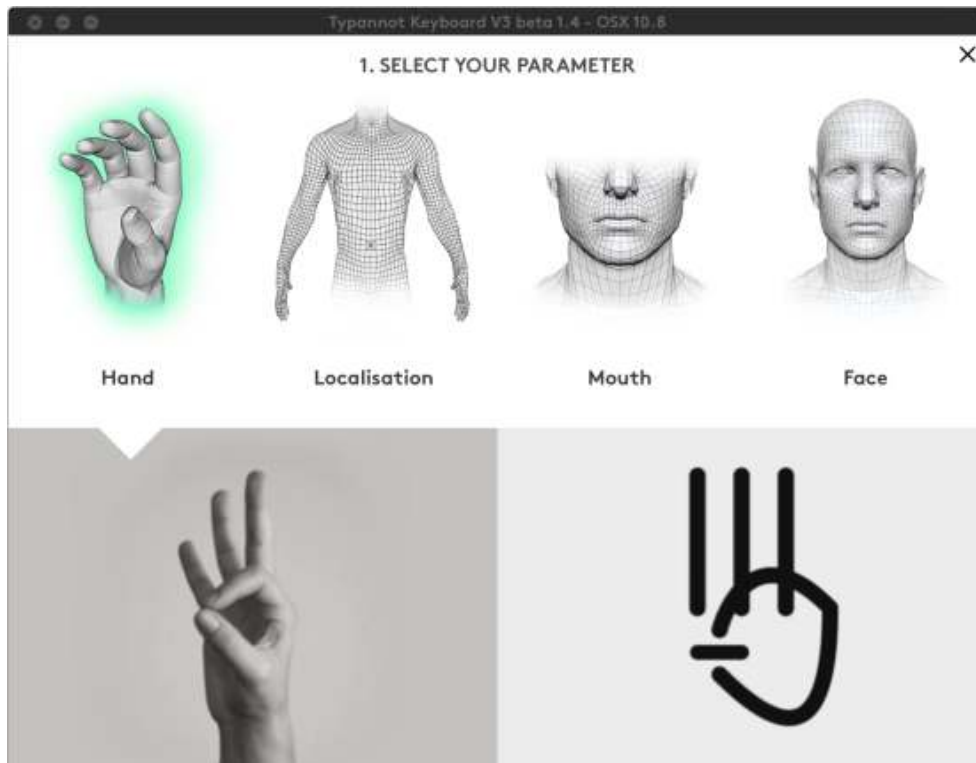 Typannot Keyboard V3 beta 1.4 - OSX 10.8
1. SELECT YOUR PARAMETER
Hand
Localisation
Mouth
Face